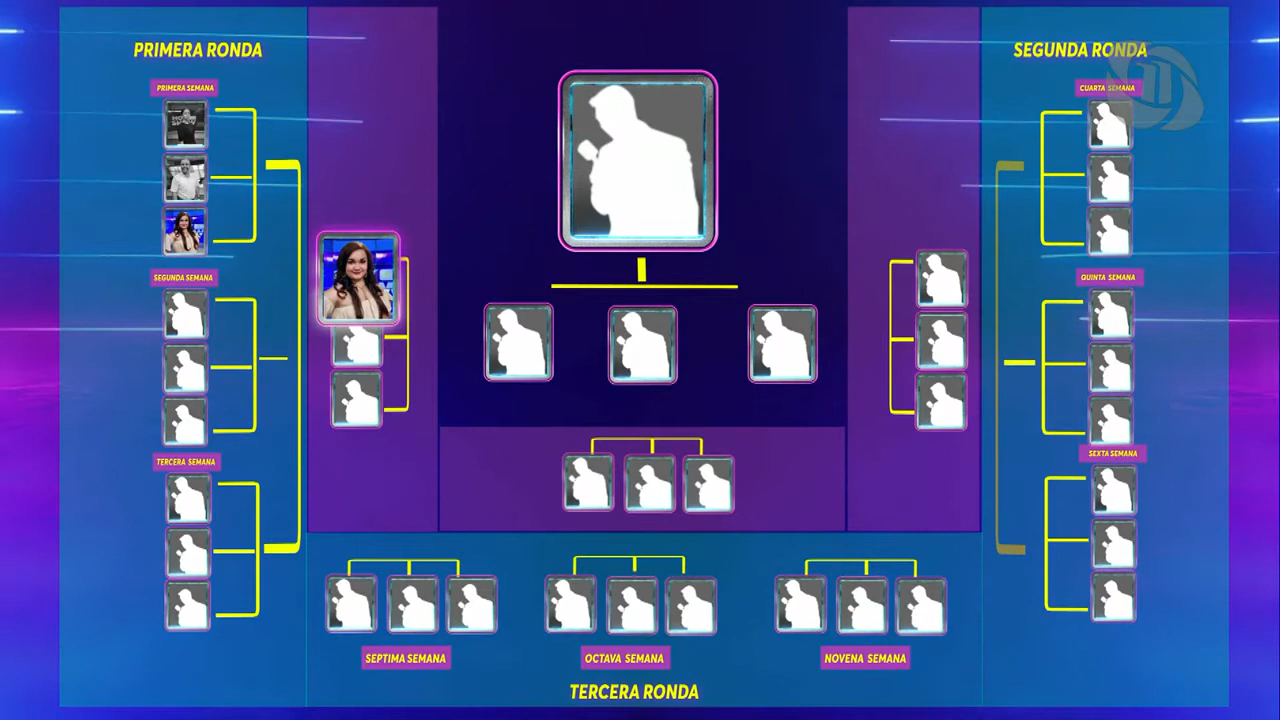 PRIMERA RONDA
PRIMERA SEMANA
SEGUNDA SEMANA
TERCERA SEMANA
SEGUNDA RONDA
CUARTA SEMANA
QUINTA SEMANA
SEXTA SEMANA
SEPTIMA SEMANA
OCTAVA SEMANA
NOVENA SEMANA
TERCERA RONDA